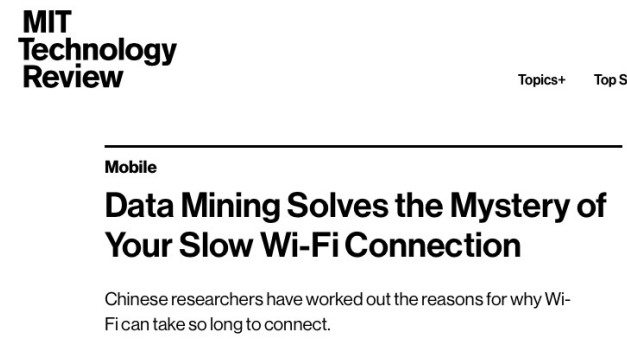 MIT
Technology
Review
Topics+ Top S
Mobile
Data Mining Solves the Mystery of
Your Slow Wi-Fi Connection
Chinese researchers have worked out the reasons for why Wi-
Fi can take so long to connect.